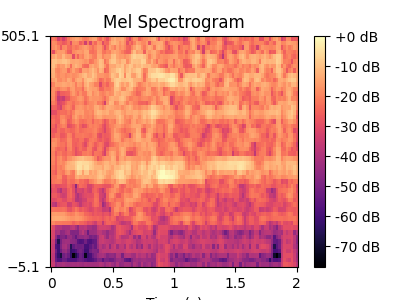 Mel Spectrogram
505.1
−5.1
0
0.5
1
1.5
2
+0 dB
-10 dB
-20 dB
-30 dB
-40 dB
-50 dB
-60 dB
-70 dB